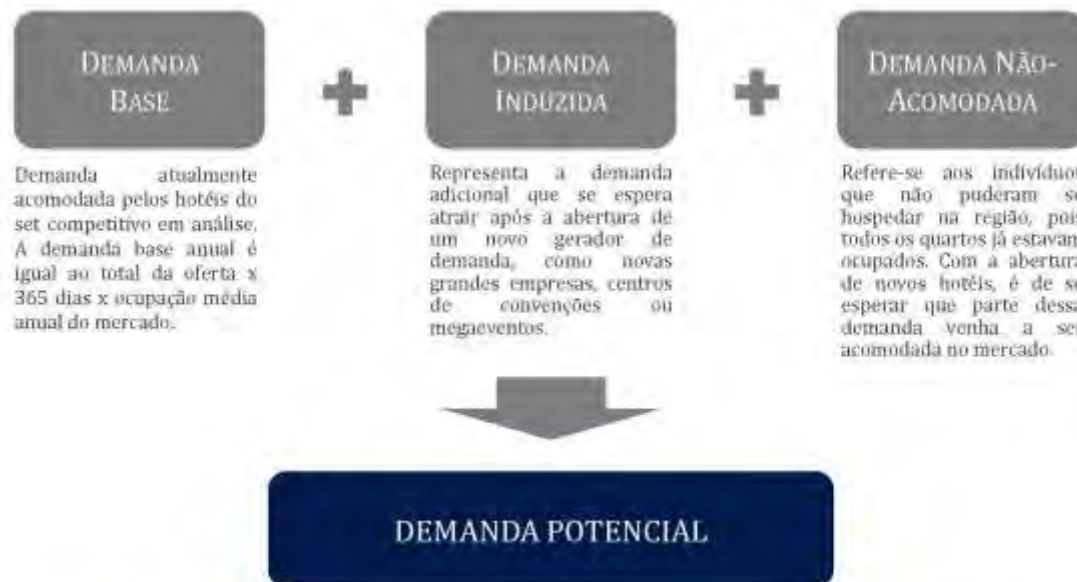 DEMANDA
BASE
Demanda atualmente
acomodada pelos hotéis do
set competitivo em análise.
A demanda base anual é
igual ao total da oferta x
365 dias x ocupação média
anual do mercado.
DEMANDA
INDUZIDA
Representa a demanda
adicional que se espera
atrair após a abertura de
um novo gerador de
demanda, como novas
grandes empresas, centros
de convenções ou
megaeventos.
DEMANDA NÃO-
ACOMODADA
Refere-se aos indivíduos
que não puderam se
hospedar na região, pois
todos os quartos já estavam
ocupados. Com a abertura
de novos hotéis, é de se
esperar que parte dessa
demanda venha a ser
acomodada no mercado.
DEMANDA POTENCIAL